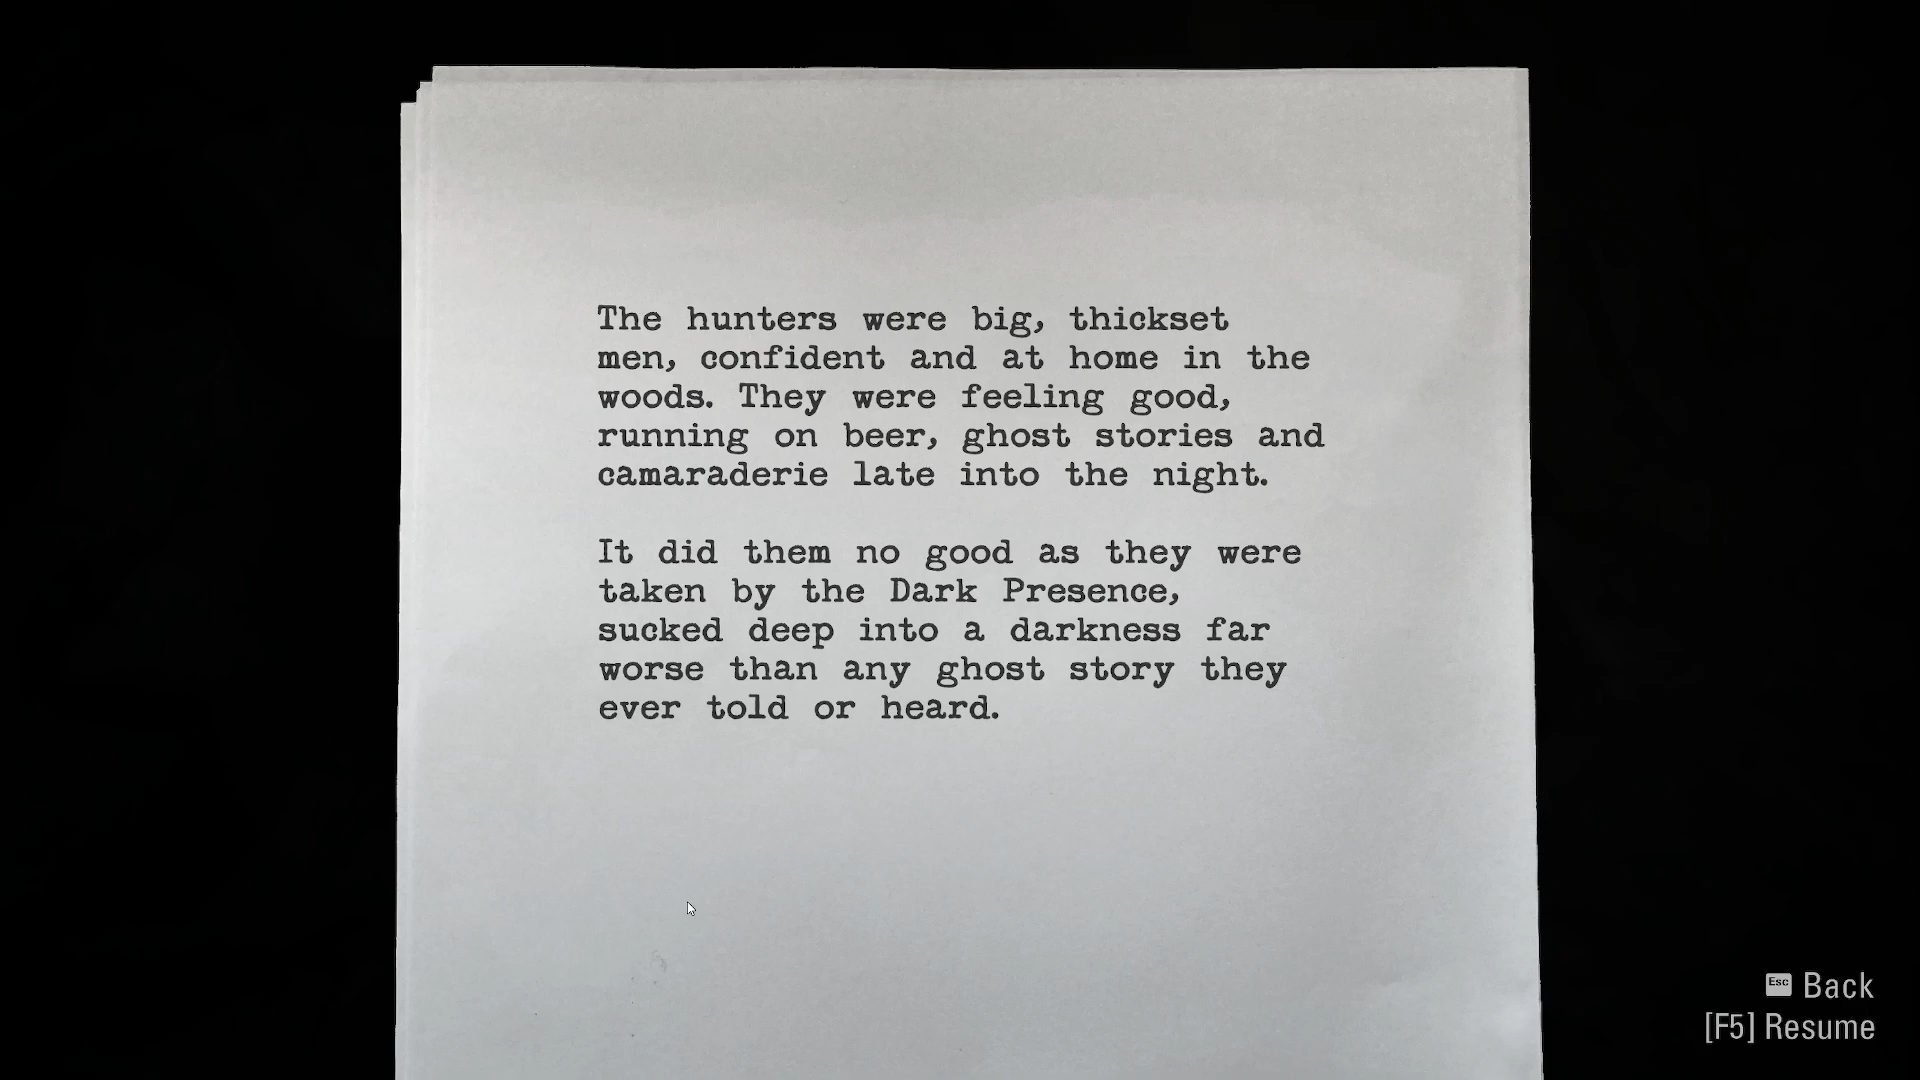 The hunters were big, thickset
men, confident and at home in the
woods. They were feeling good,
running on beer, ghost stories and
camaraderie late into the night.
It did them no good as they were
taken by the Dark Presence,
sucked deep into a darkness far
worse than any ghost story they
ever told or heard.
Esc Back
[F5] Resume